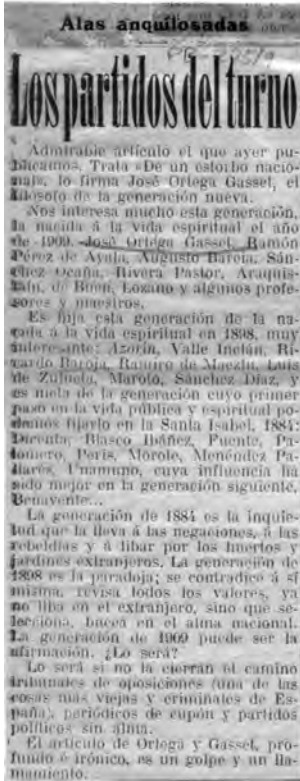 Alas anquilosadas
Los partidos del turno
Admirable artículo el que ayer pu-
blicamos. Trata «De un estorbo nacio-
nal», lo firma José Ortega Gasset, el
filósofo de la generación nueva.
Nos interesa mucho esta generación,
la nacida á la vida espiritual el año
de 1909. José Ortega Gasset, Ramón
Pérez de Ayala, Augusto Barcia, Sán-
chez Ocaña, Rivera Pastor, Araquis-
tain, de Buen, Lozano y algunos profe-
sores y maestros.
Es hija esta generación de la na-
cida á la vida espiritual en 1898, muy
interesante: Azorín, Valle Inclán, Ri-
cardo Baroja, Ramiro de Maeztu, Luis
de Zulueta, Maroto, Sánchez Díaz, y
es nieta de la generación cuyo primer
paso en la vida pública y espiritual po-
demos fijarlo en la Santa Isabel, 1884:
Dicenta, Blasco Ibáñez, Fuente, Pa-
lomero, Paris, Morote, Menéndez Pa-
llarés, Unamuno, cuya influencia ha
sido mejor en la generación siguiente,
Benavente...
La generación de 1884 es la inquie-
tud que la lleva á las negaciones, á las
rebeldías y á libar por los huertos y
jardines extranjeros. La generación de
1898 es la paradoja; se contradice á sí
misma, revisa todos los valores, ya
no liba en el extranjero, sino que se-
lecciona, bucea en el alma nacional.
La generación de 1909 puede ser la
afirmación. ¿Lo será?
Lo será si no la cierran el camino
tribunales de oposiciones (una de las
cosas más viejas y criminales de Es-
paña), periódicos de cupón y partidos
políticos sin alma.
El artículo de Ortega y Gasset, pro-
fundo é irónico, es un golpe y un lla-
mamiento.